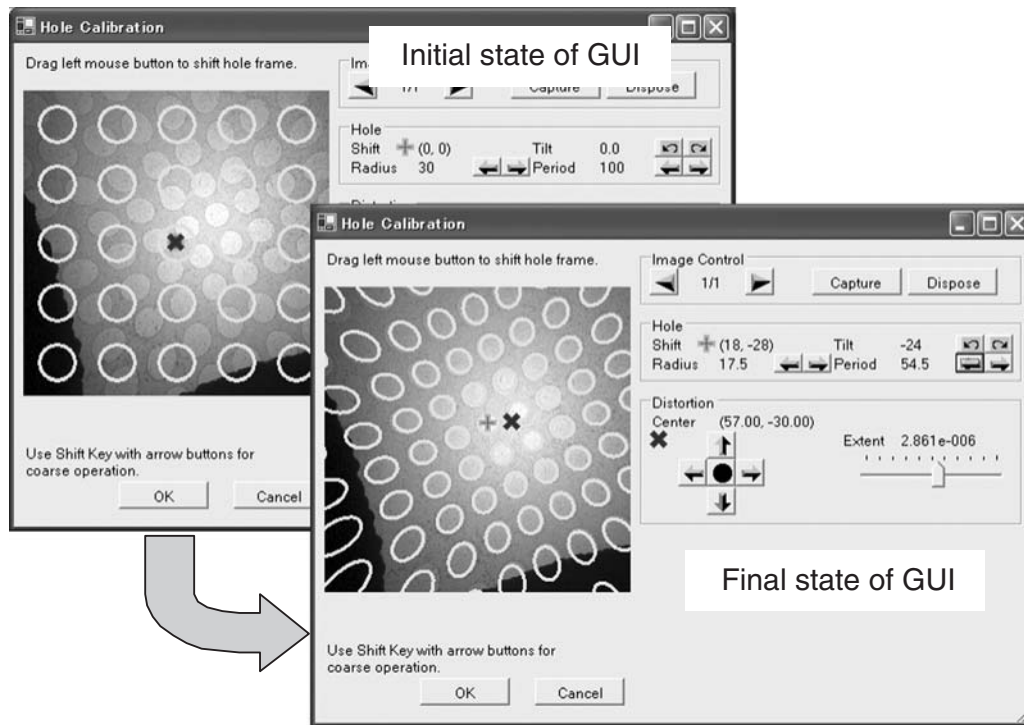 Hole Calibration
Initial state of GUI
Drag left mouse button to shift hole frame.
1/1
Capture Dispose
Hole
Shift (0, 0) Tilt 0.0
Radius 30 Period 100
Use Shift Key with arrow buttons for
coarse operation.
OK Cancel
Hole Calibration
Drag left mouse button to shift hole frame.
Image Control
1/1 Capture Dispose
Hole
Shift (18, -28) Tilt -24
Radius 17.5 Period 54.5
Distortion
Center (57.00, -30.00)
Extent 2.861e-006
Final state of GUI
Use Shift Key with arrow buttons for
coarse operation.
OK Cancel